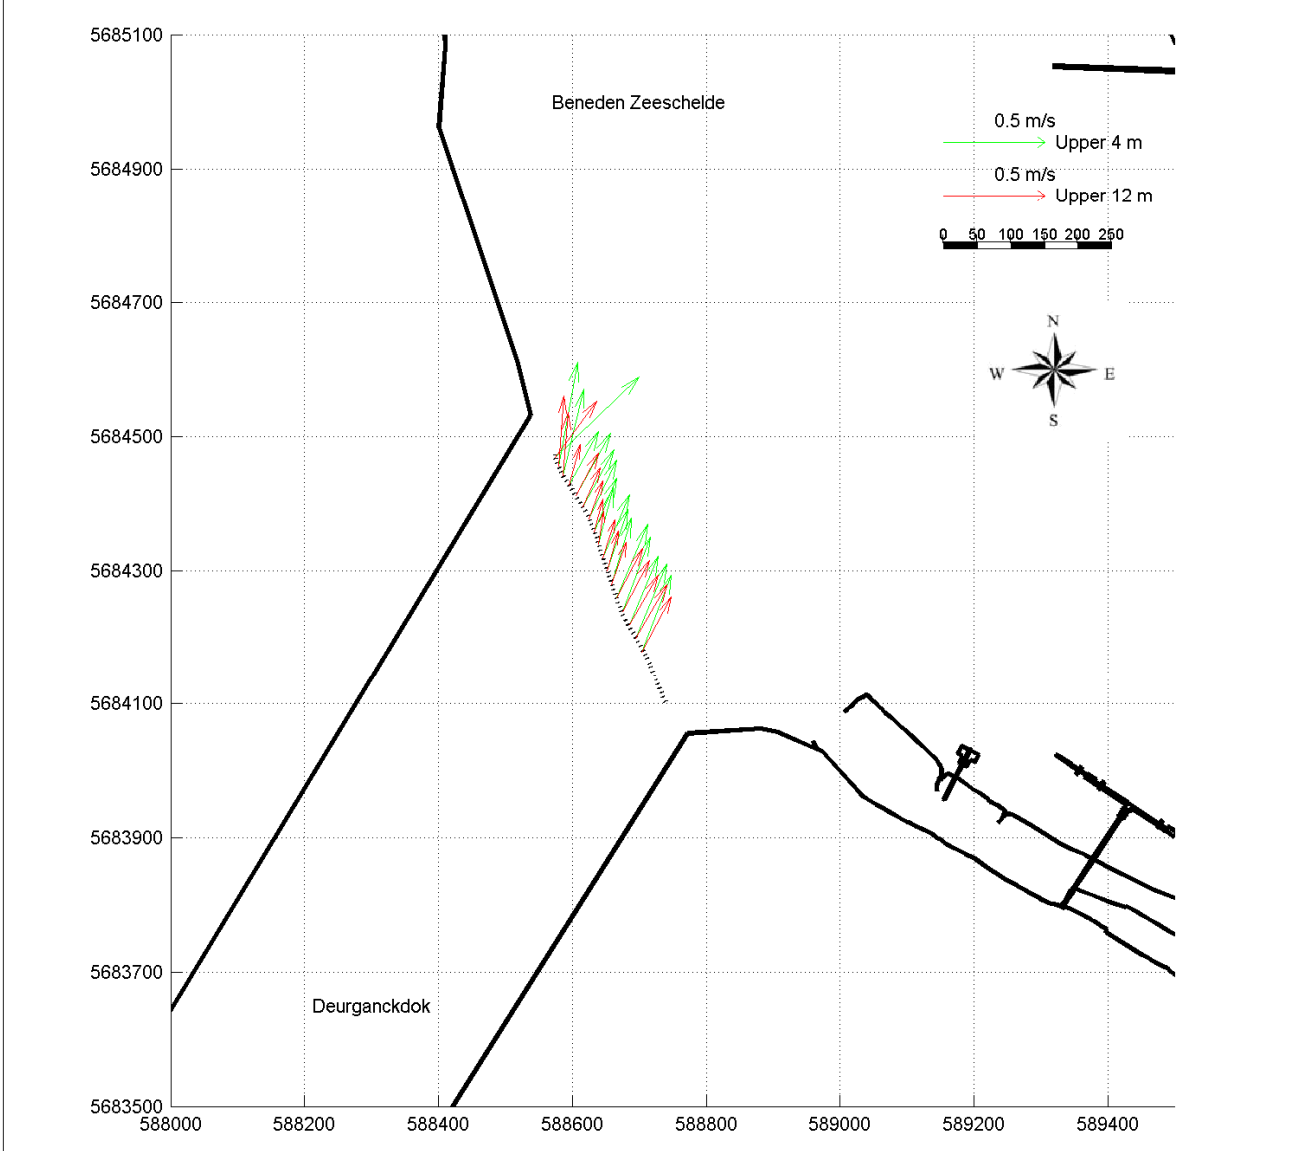 5685100
Beneden Zeeschelde
0.5 m/s
Upper 4 m
5684900
0.5 m/s
Upper 12 m
0 50 100 150 200 250
5684700
N
W E
S
5684500
5684300
5684100
5683900
5683700
Deurganckdok
5683500
588000 588200 588400 588600 588800 589000 589200 589400